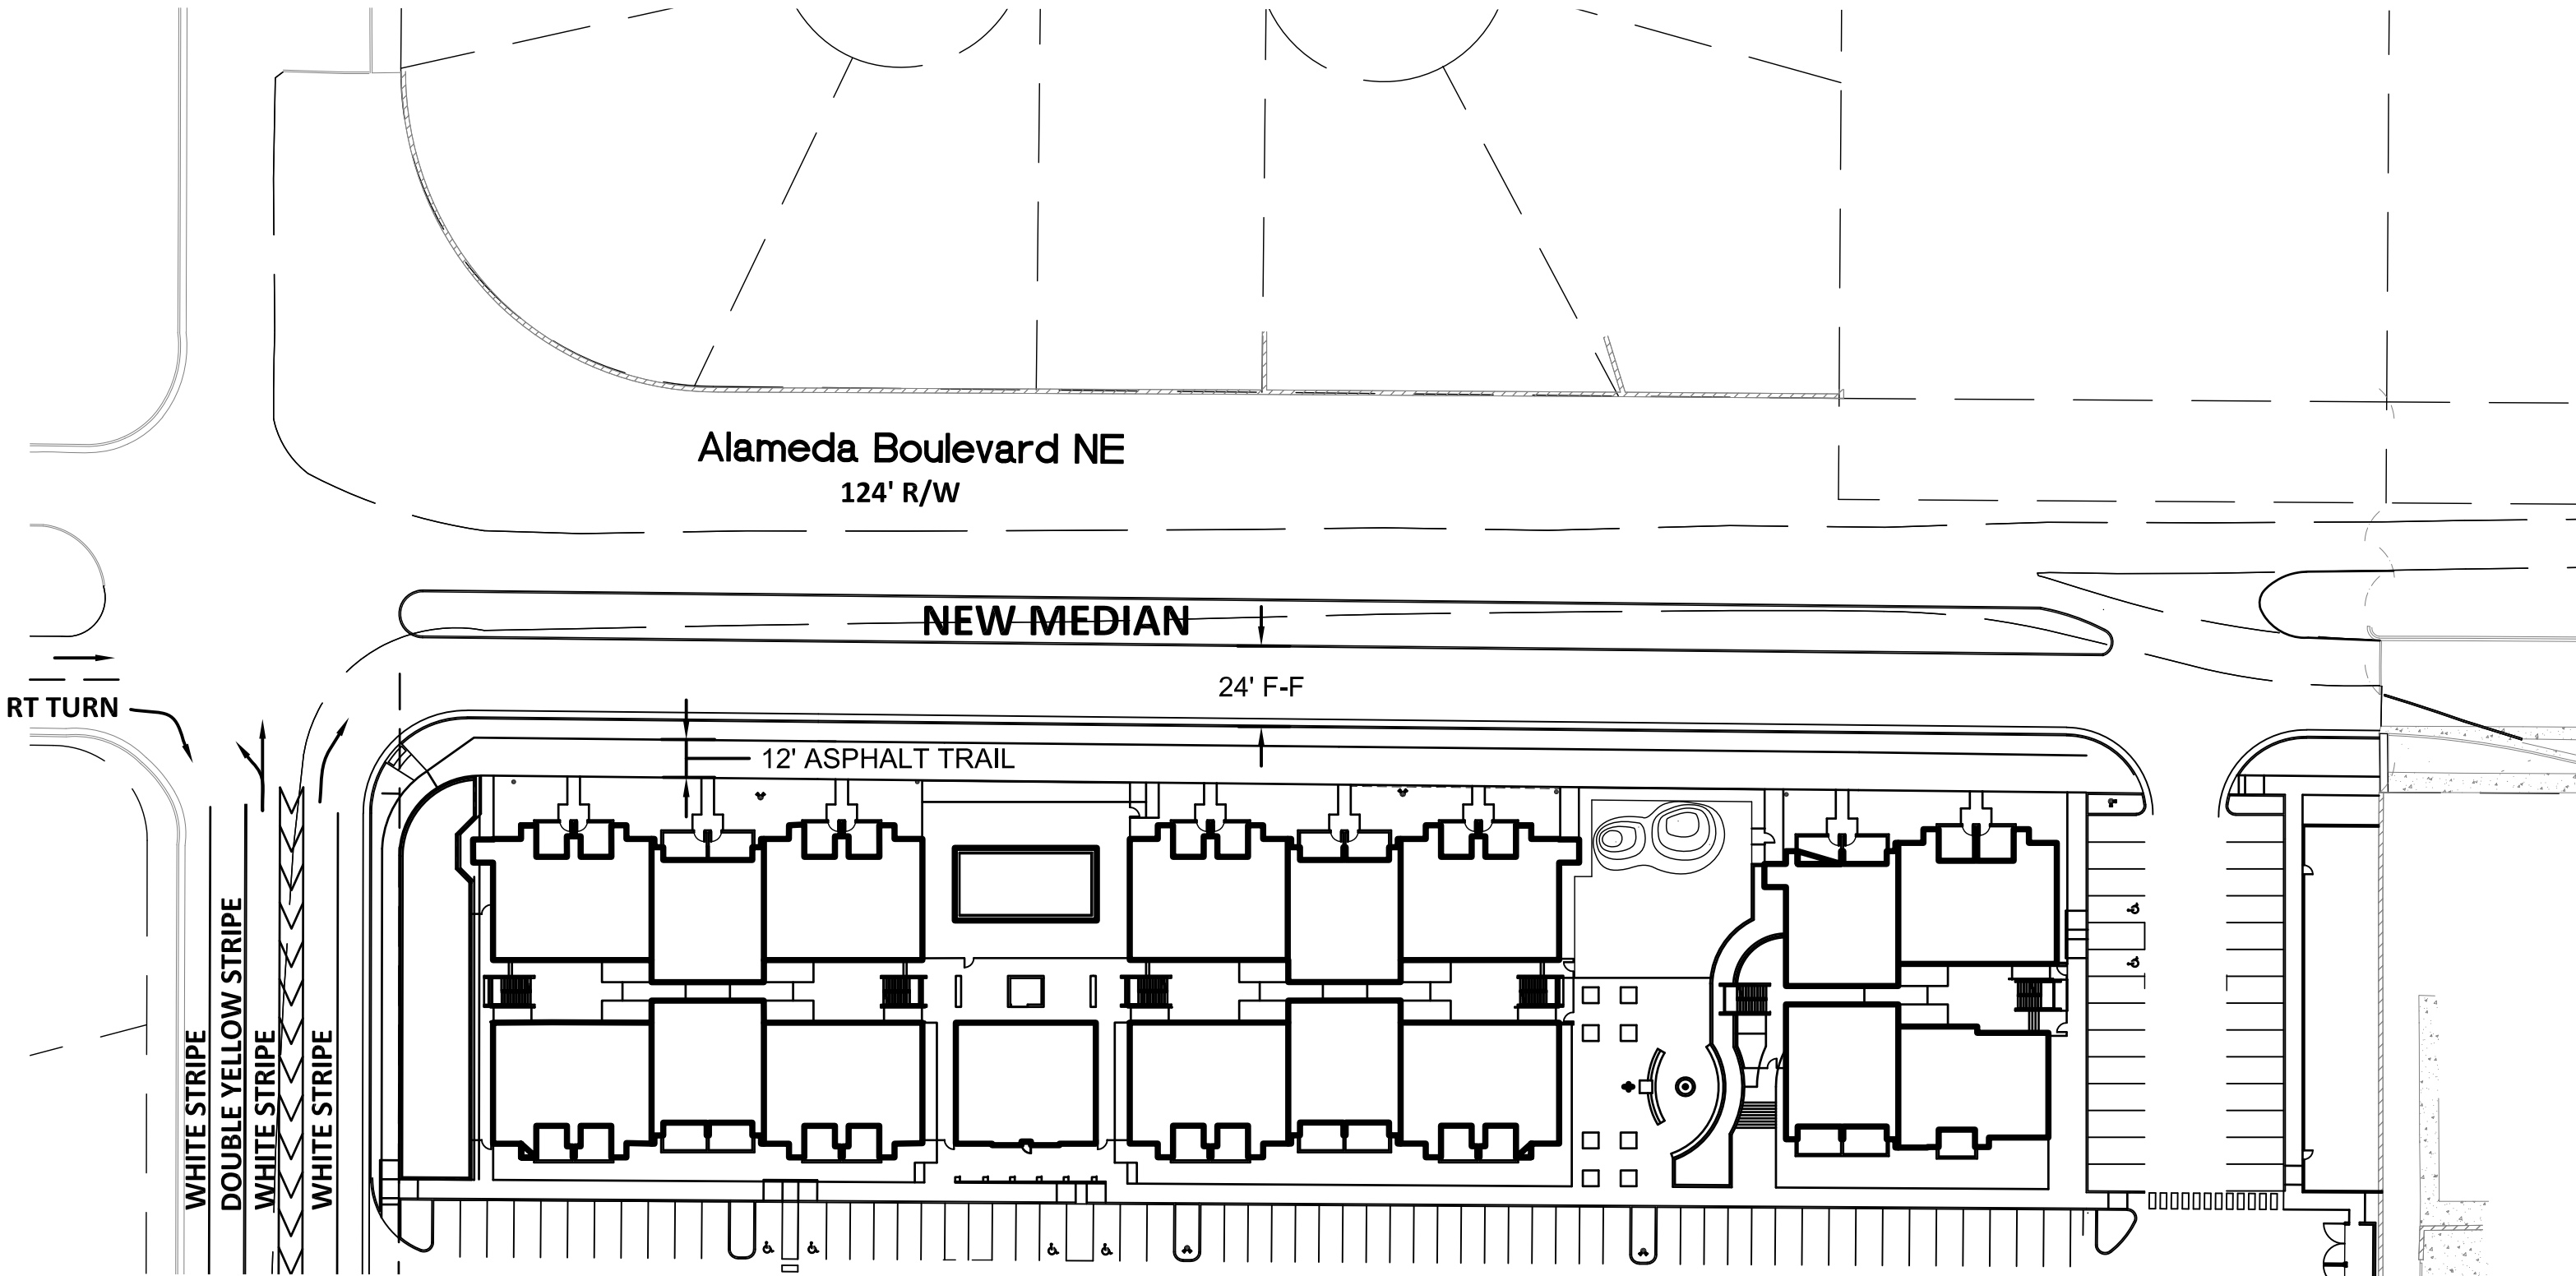 Alameda Boulevard NE
124' R/W
NEW MEDIAN
24' F-F
RT TURN
12' ASPHALT TRAIL
WHITE STRIPE
DOUBLE YELLOW STRIPE
WHITE STRIPE
WHITE STRIPE